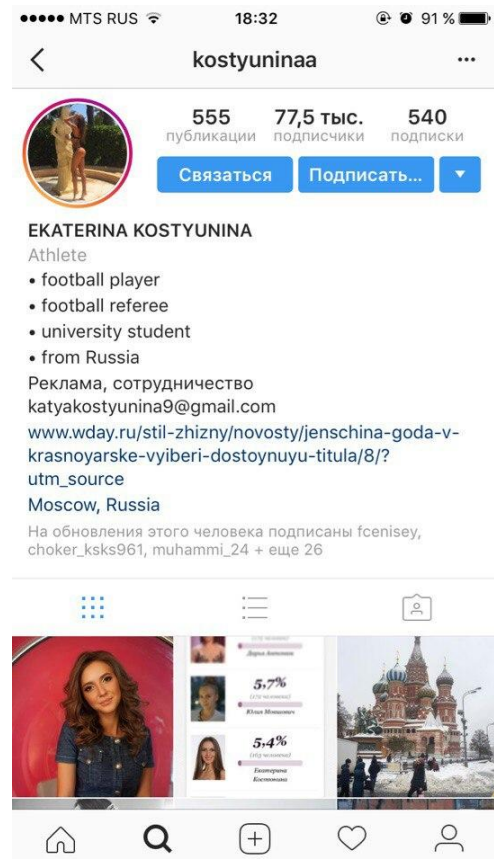 MTS RUS 18:32 91 %
kostyuninaa
555 77,5 тыс. 540
публикации подписчики подписки
Связаться Подписать...
EKATERINA KOSTYUNINA
Athlete
• football player
• football referee
• university student
• from Russia
Реклама, сотрудничество
katyakostyunina9@gmail.com
www.wday.ru/stil-zhizny/novosty/jenschina-goda-v-
krasnoyarske-vyiberi-dostoynuyu-titula/8/?
utm_source
Moscow, Russia
На обновления этого человека подписаны fcenisey,
choker_ksks961, muhammi_24 + еще 26
5,7%
5,4%
Екатерина
Костюнина